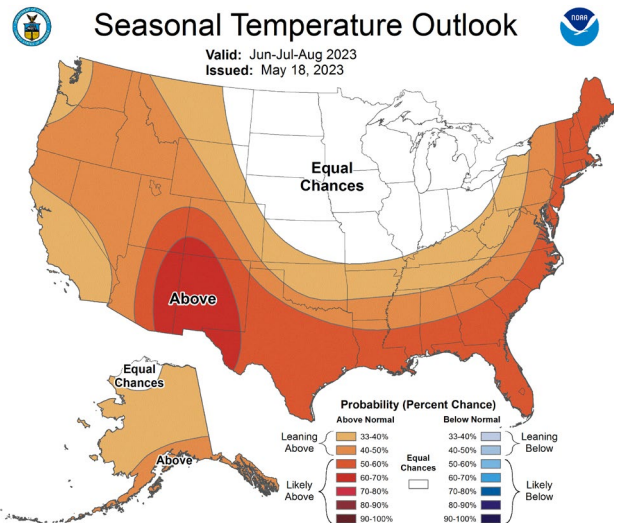 Seasonal Temperature Outlook
NOAA
Valid: Jun-Jul-Aug 2023
Issued: May 18, 2023
Equal
Chances
Above
Equal
Chances
Above
Probability (Percent Chance)
Above Normal
Below Normal
Leaning
Above
33-40%
40-50%
Likely
Above
50-60%
60-70%
70-80%
80-90%
90-100%
Equal
Chances
33-40%
40-50%
Leaning
Below
50-60%
60-70%
70-80%
80-90%
90-100%
Likely
Below